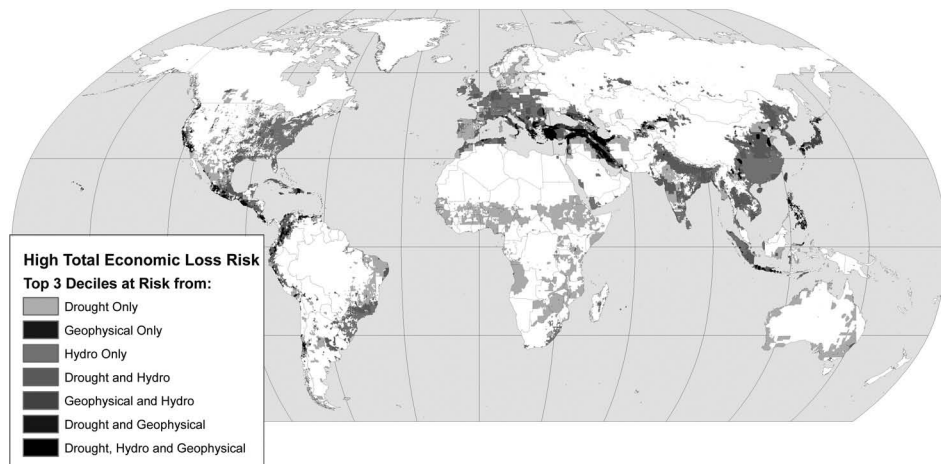 High Total Economic Loss Risk
Top 3 Deciles at Risk from:
Drought Only
Geophysical Only
Hydro Only
Drought and Hydro
Geophysical and Hydro
Drought and Geophysical
Drought, Hydro and Geophysical